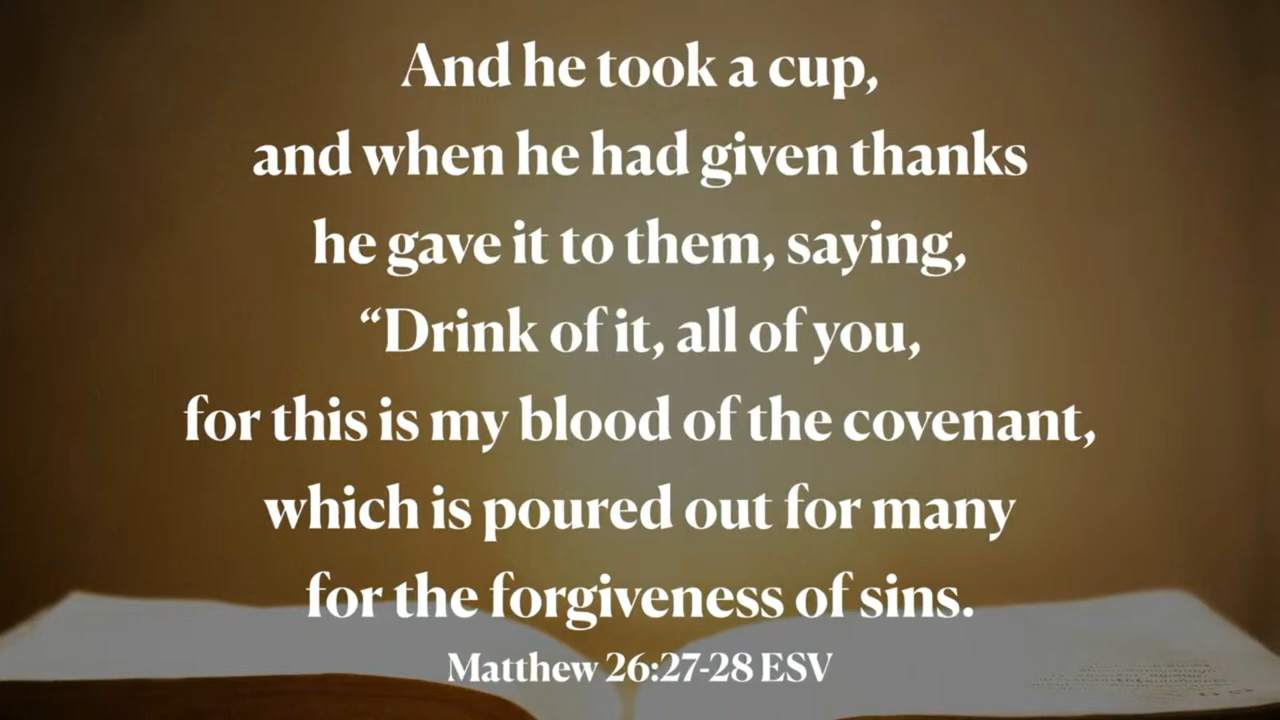 And he took a cup,
and when he had given thanks
he gave it to them, saying,
“Drink of it, all of you,
for this is my blood of the covenant,
which is poured out for many
for the forgiveness of sins.
Matthew 26:27-28 ESV